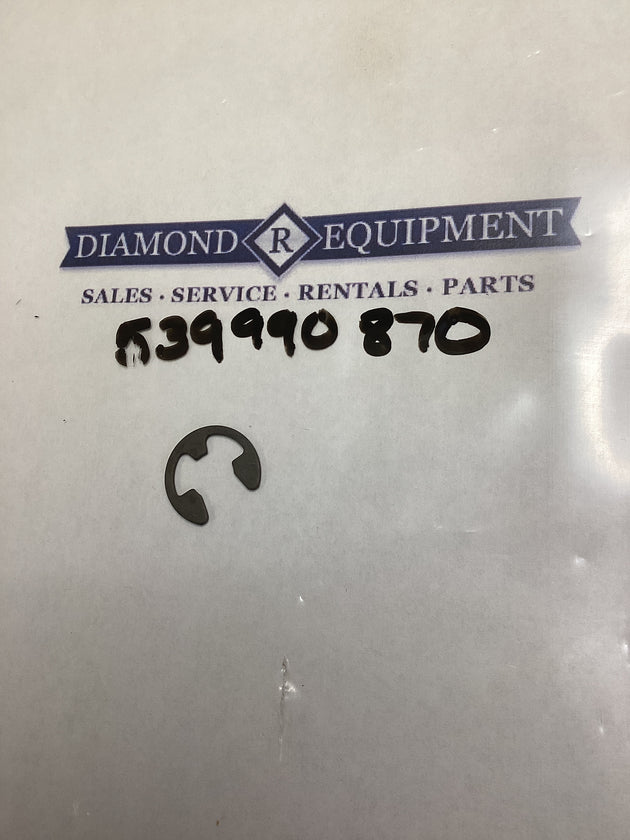 DIAMOND R EQUIPMENT
SALES · SERVICE · RENTALS · PARTS
539990 870